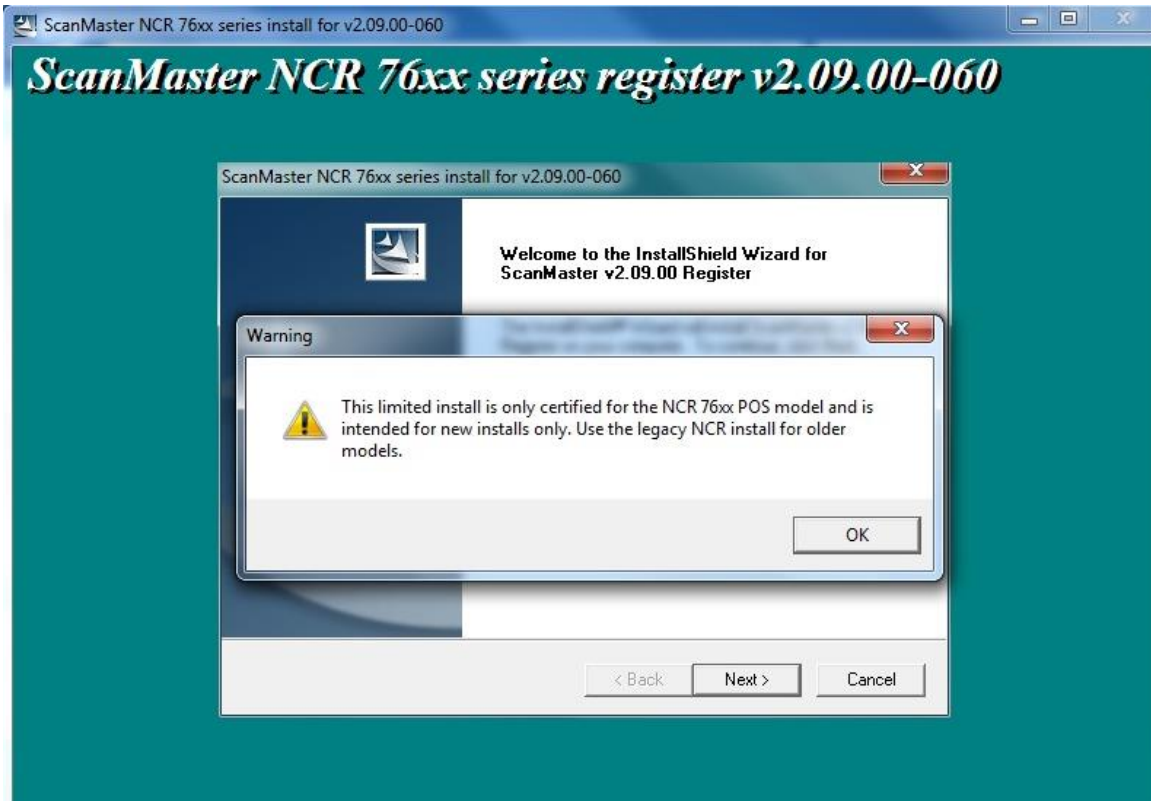 ScanMaster NCR 76xx series install for v2.09.00-060
ScanMaster NCR 76xx series register v2.09.00-060
ScanMaster NCR 76xx series install for v2.09.00-060
Welcome to the InstallShield Wizard for
ScanMaster v2.09.00 Register
Warning
This limited install is only certified for the NCR 76xx POS model and is
intended for new installs only. Use the legacy NCR install for older
models.
OK
< Back
Next >
Cancel